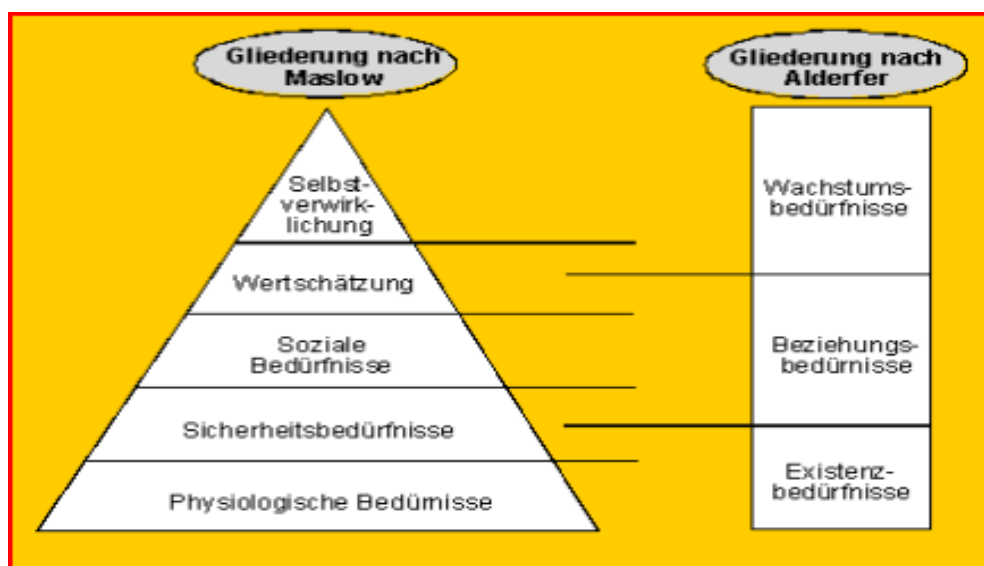 Gliederung nach
Maslow
Selbst-
verwirk-
lichung
Wertschätzung
Soziale
Bedürfnisse
Sicherheitsbedürfnisse
Physiologische Bedürnisse
Gliederung nach
Alderfer
Wachstums-
bedürfnisse
Beziehungs-
bedürnisse
Existenz-
bedürfnisse